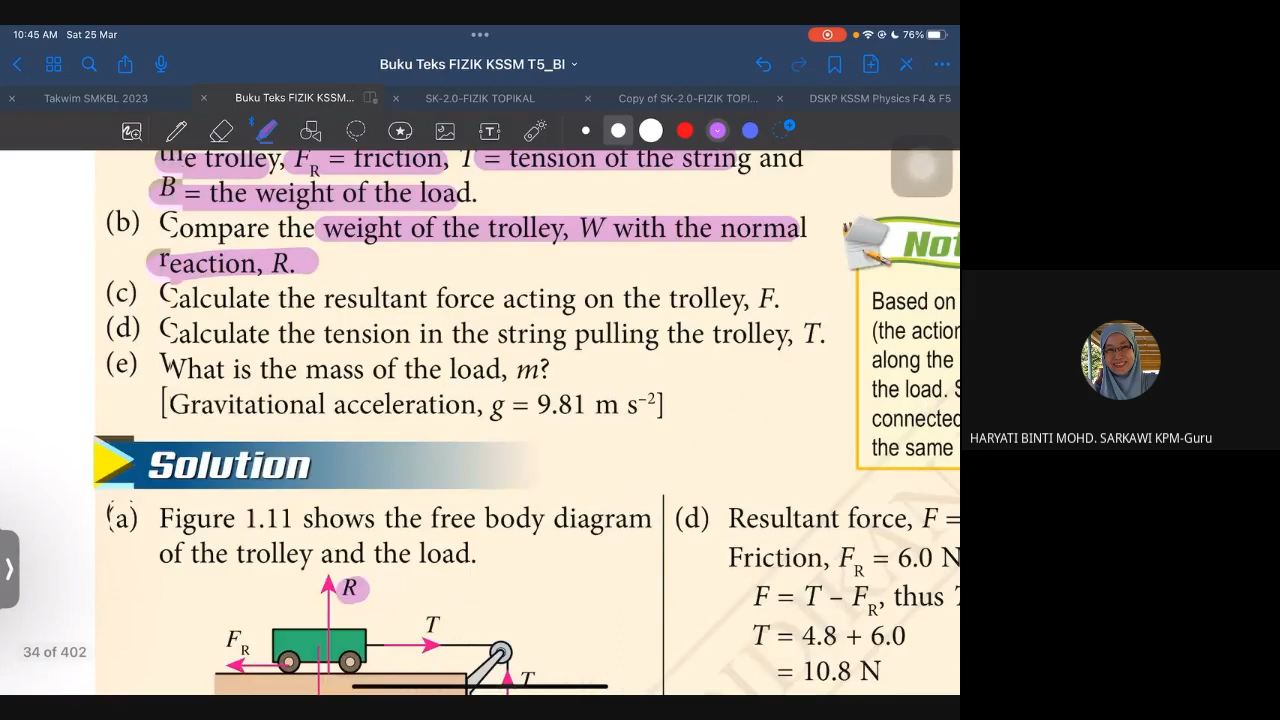 10:45 AM Sat 25 Mar
76%
Buku Teks FIZIK KSSM T5_BI
Takwim SMKBL 2023
Buku Teks FIZIK KSSM...
SK-2.0-FIZIK TOPIKAL
Copy of SK-2.0-FIZIK TOPI...
DSKP KSSM Physics F4 & F5
the trolley, F_R = friction, T = tension of the string and
B = the weight of the load.
(b) Compare the weight of the trolley, W with the normal
reaction, R.
(c) Calculate the resultant force acting on the trolley, F.
(d) Calculate the tension in the string pulling the trolley, T.
(e) What is the mass of the load, m?
[Gravitational acceleration, g = 9.81 m s⁻²]
Not
Based on
(the action
along the
the load. S
connected
the same
Solution
(a) Figure 1.11 shows the free body diagram
of the trolley and the load.
R
F_R
T
T
(d) Resultant force, F =
Friction, F_R = 6.0 N
F = T – F_R, thus T
T = 4.8 + 6.0
= 10.8 N
NDIDIKAN
34 of 402
HARYATI BINTI MOHD. SARKAWI KPM-Guru